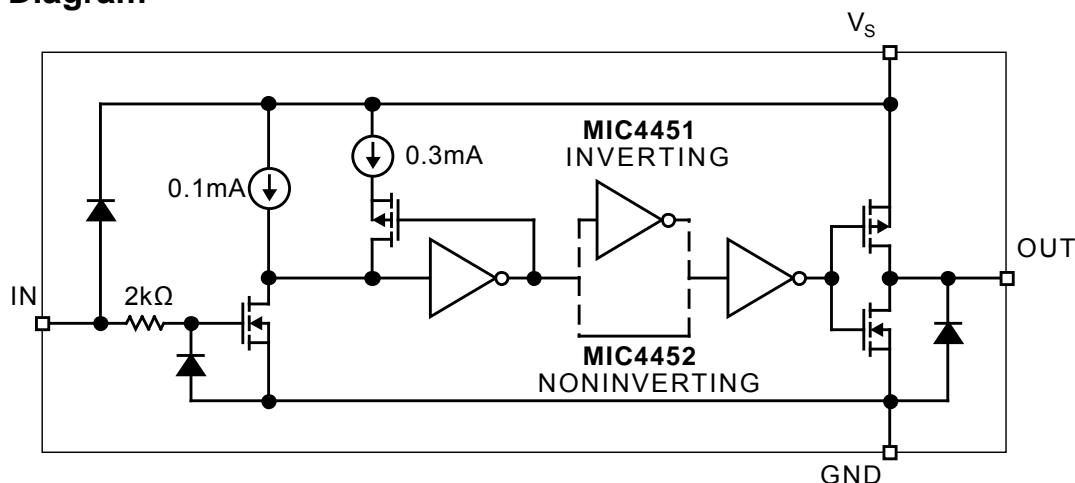 Diagram
VS
MIC4451
INVERTING
0.3mA
0.1mA
OUT
IN
2kΩ
MIC4452
NONINVERTING
GND